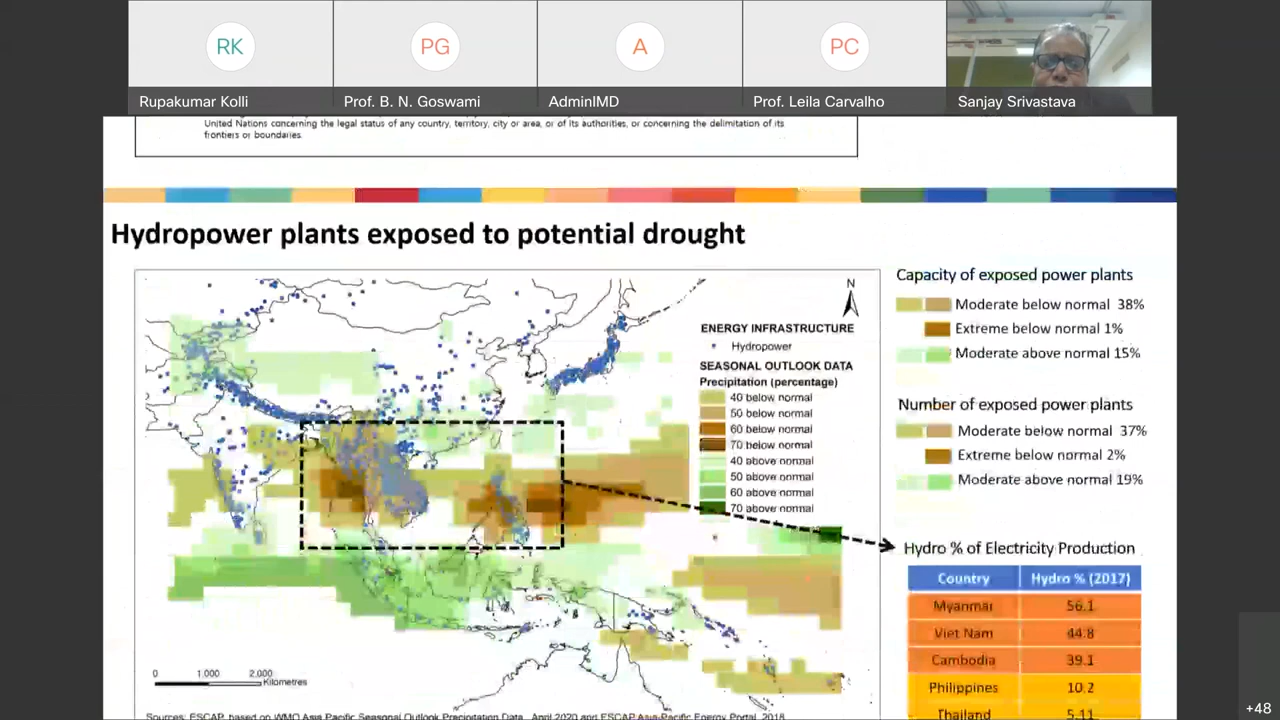 RK
PG
A
PC
Rupakumar Kolli
Prof. B. N. Goswami
AdminIMD
Prof. Leila Carvalho
Sanjay Srivastava
United Nations concerning the legal status of any country, territory, city or area, or of its authorities, or concerning the delimitation of its
frontiers or boundaries.
Hydropower plants exposed to potential drought
N
ENERGY INFRASTRUCTURE
Hydropower
SEASONAL OUTLOOK DATA
Precipitation (percentage)
40 below normal
50 below normal
60 below normal
70 below normal
40 above normal
50 above normal
60 above normal
70 above normal
0 1,000 2,000
Kilometres
Sources: ESCAP, based on WMO Asia Pacific Seasonal Outlook Precipitation Data, April 2020 and ESCAP Asia-Pacific Energy Portal, 2018
Capacity of exposed power plants
Moderate below normal 38%
Extreme below normal 1%
Moderate above normal 15%
Number of exposed power plants
Moderate below normal 37%
Extreme below normal 2%
Moderate above normal 19%
Hydro % of Electricity Production
Country Hydro % (2017)
Myanmar 56.1
Viet Nam 44.8
Cambodia 39.1
Philippines 10.2
Thailand 5.11
+48